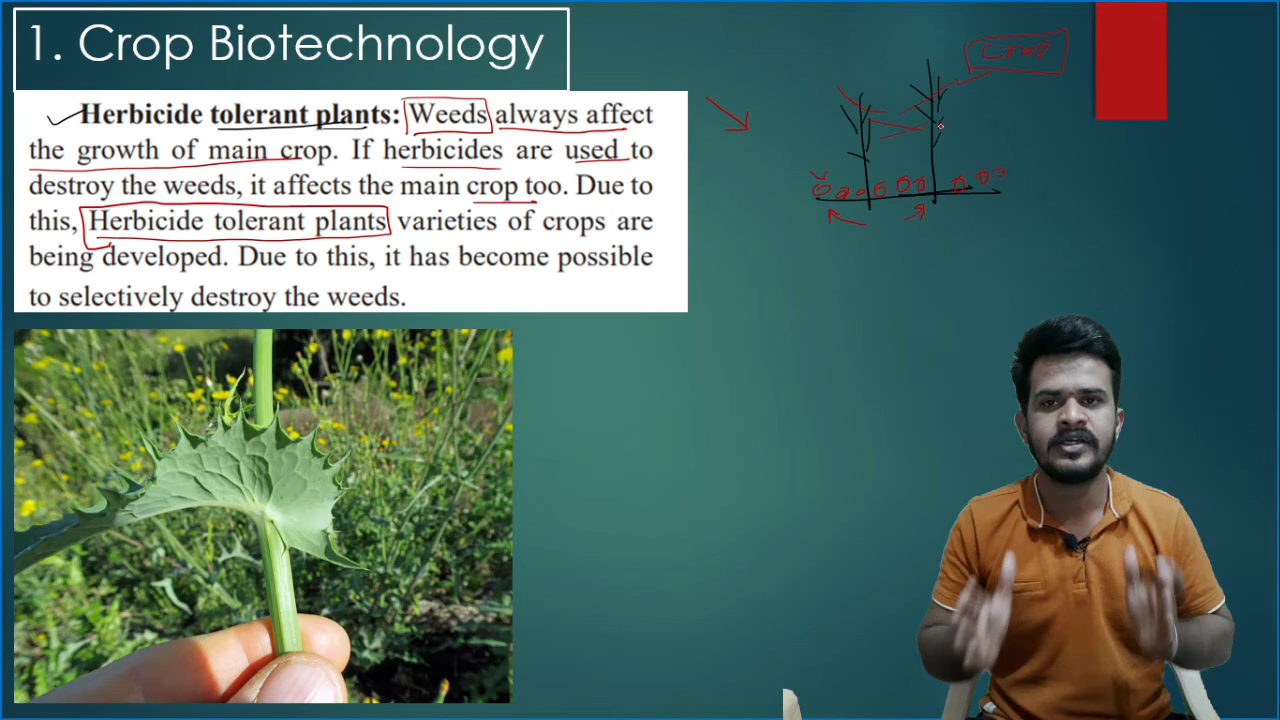 1. Crop Biotechnology
Crop
Herbicide tolerant plants: Weeds always affect
the growth of main crop. If herbicides are used to
destroy the weeds, it affects the main crop too. Due to
this, Herbicide tolerant plants varieties of crops are
being developed. Due to this, it has become possible
to selectively destroy the weeds.